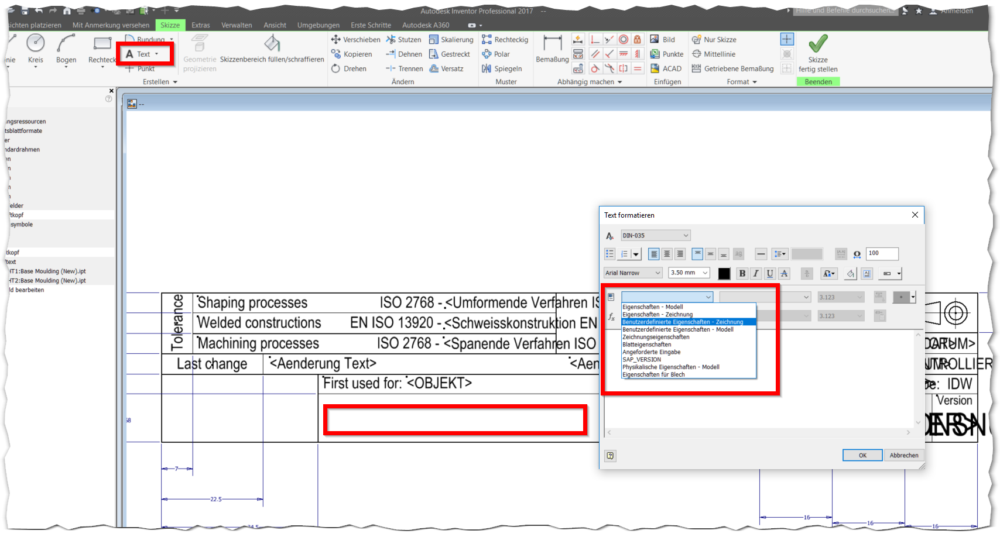 Autodesk Inventor Professional 2017 --
Hilfe und Befehle durchsuchen...
Anmelden
sichten platzieren Mit Anmerkung versehen Skizze Extras Verwalten Ansicht Umgebungen Erste Schritte Autodesk A360
Rundung
Verschieben Stutzen Skalierung Rechteckig Bild Nur Skizze
A Text
Kopieren Dehnen Gestreckt Polar Punkte Mittellinie
nie Kreis Bogen Rechteck Geometrie projizieren Skizzenbereich füllen/schraffieren Bemaßung Skizze fertig stellen
Punkt
Drehen Trennen Versatz Spiegeln ACAD Getriebene Bemaßung
Erstellen Ändern Muster Abhängig machen Einfügen Format Beenden
--
ngsressourcen
tsblattformate
er
ndardrahmen
en
n
elder
ftkopf
symbole
tkopf
ftext
HT1:Base Moulding (New).ipt
HT2:Base Moulding (New).ipt
ld bearbeiten
Tolerance
Shaping processes ISO 2768 - <Umformende Verfahren IS
Welded constructions EN ISO 13920 - <Schweisskonstruktion EN
Machining processes ISO 2768 - <Spanende Verfahren ISO
Last change <Aenderung Text> <Aen
First used for: <OBJEKT>
IDW
Version
68
7
22.5
16
16
16
Text formatieren
DIN-035
100
Arial Narrow 3.50 mm B I U A
3.123
Eigenschaften - Modell
Eigenschaften - Zeichnung
Benutzerdefinierte Eigenschaften - Zeichnung
Benutzerdefinierte Eigenschaften - Modell
Zeichnungseigenschaften
Blatteigenschaften
Angeforderte Eingabe
SAP_VERSION
Physikalische Eigenschaften - Modell
Eigenschaften für Blech
fx
3.123
OK Abbrechen